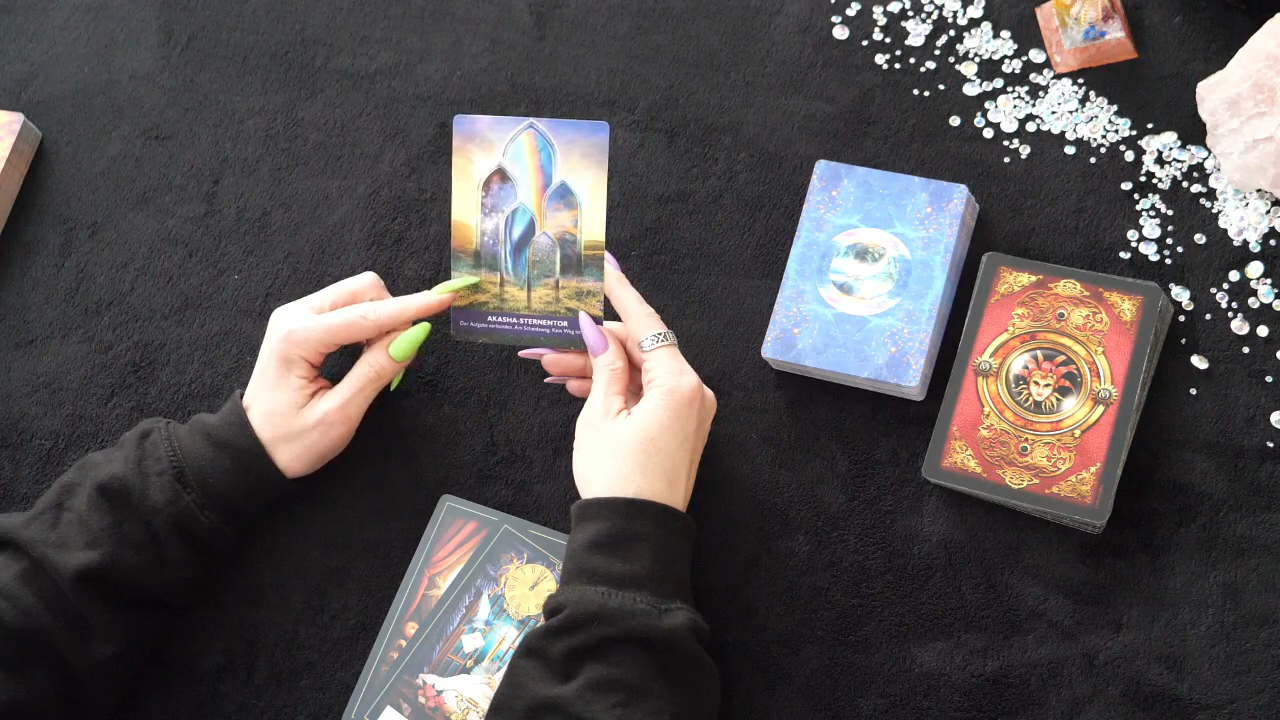 AKASHA-STERNENTOR
Der Aufgabe verbunden. Am Scheideweg. Kein Weg